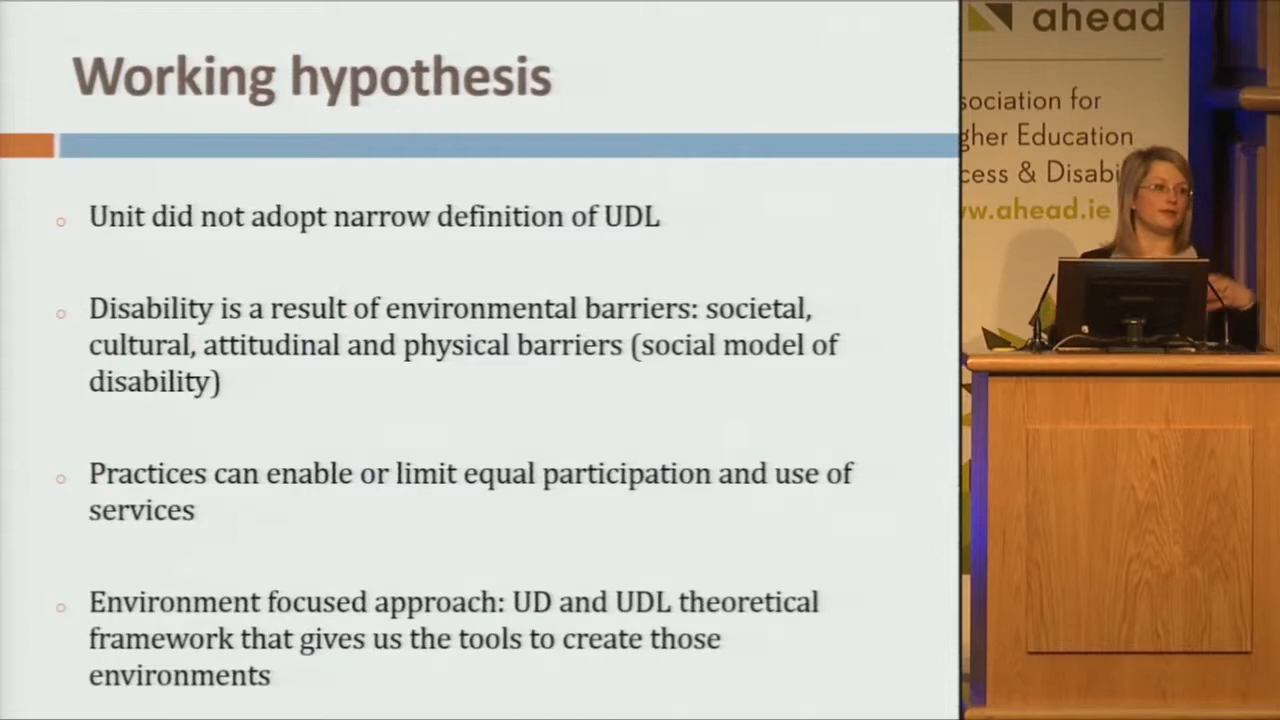 Working hypothesis
Unit did not adopt narrow definition of UDL
Disability is a result of environmental barriers: societal,
cultural, attitudinal and physical barriers (social model of
disability)
Practices can enable or limit equal participation and use of
services
Environment focused approach: UD and UDL theoretical
framework that gives us the tools to create those
environments
ahead
sociation for
gher Education
cess & Disabi
w.ahead.ie